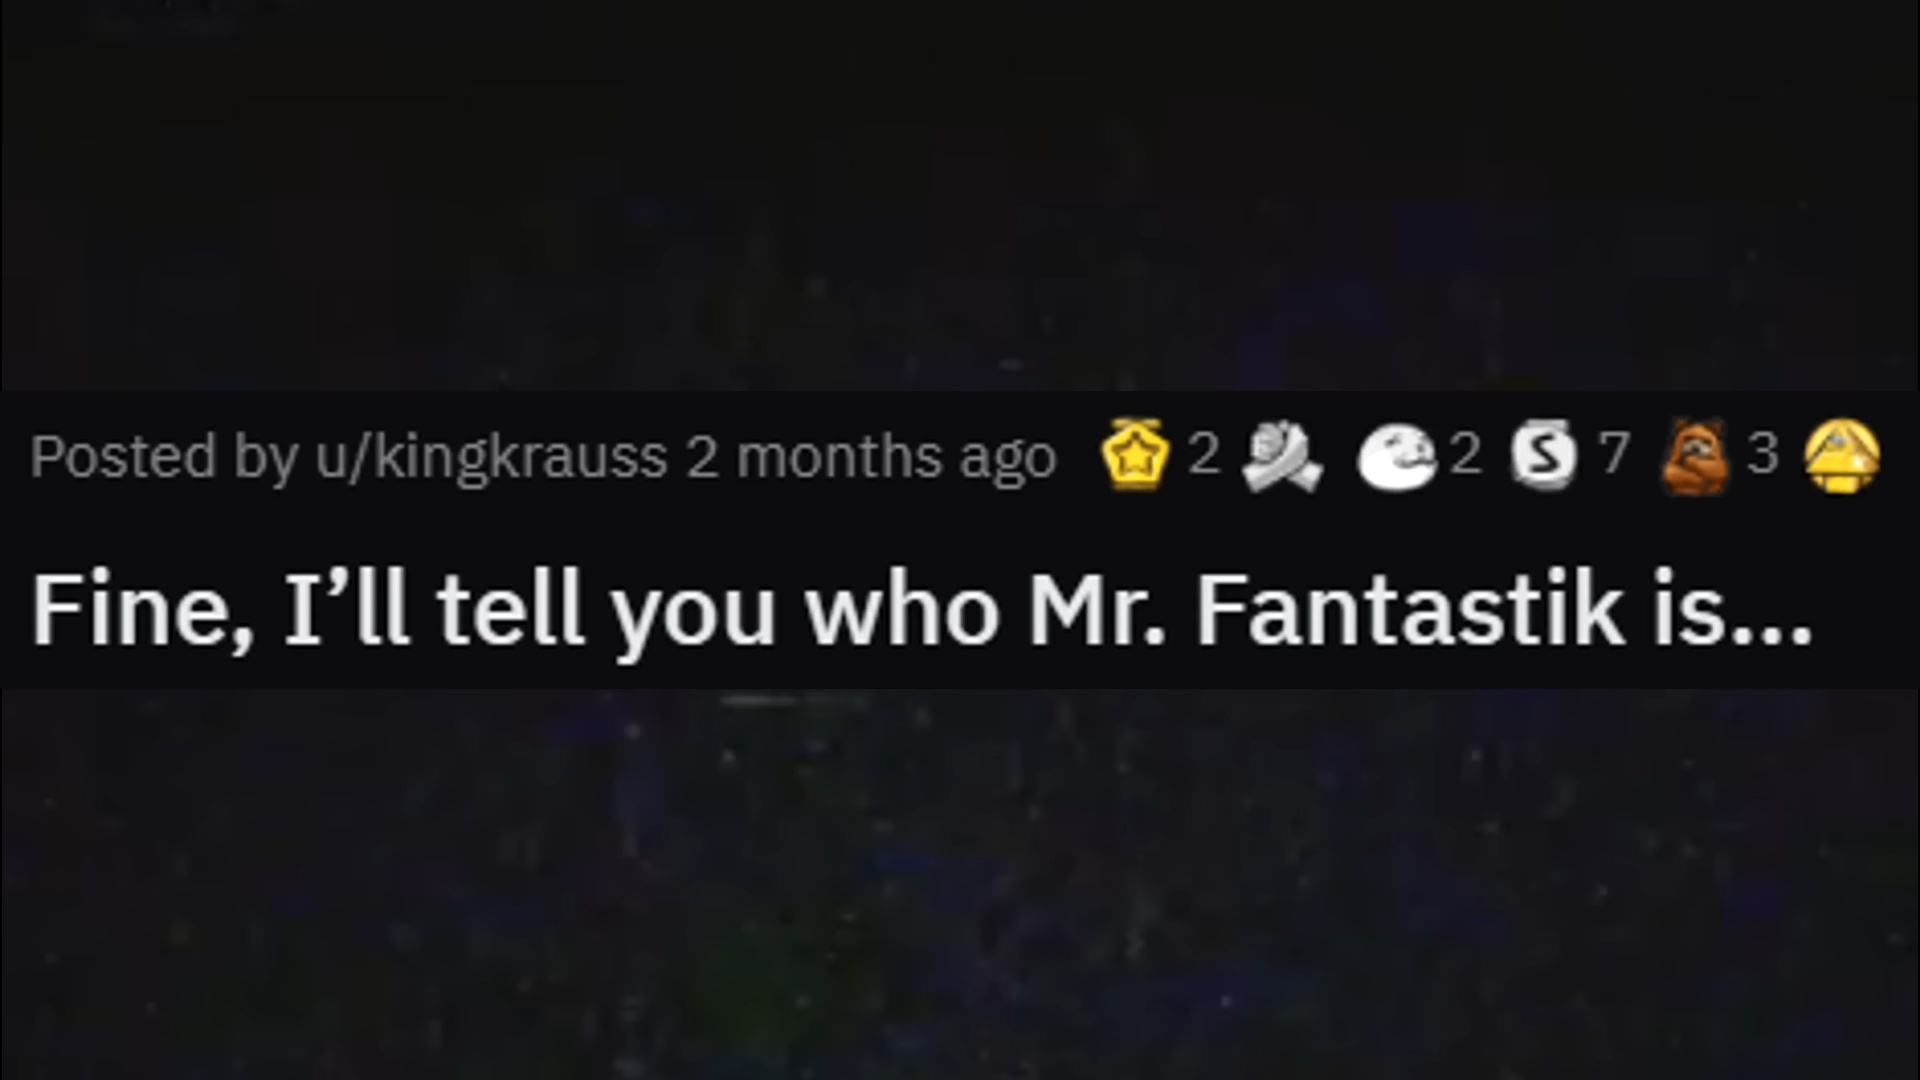 Posted by u/kingkrauss 2 months ago 2 2 S 7 3
Fine, I’ll tell you who Mr. Fantastik is...